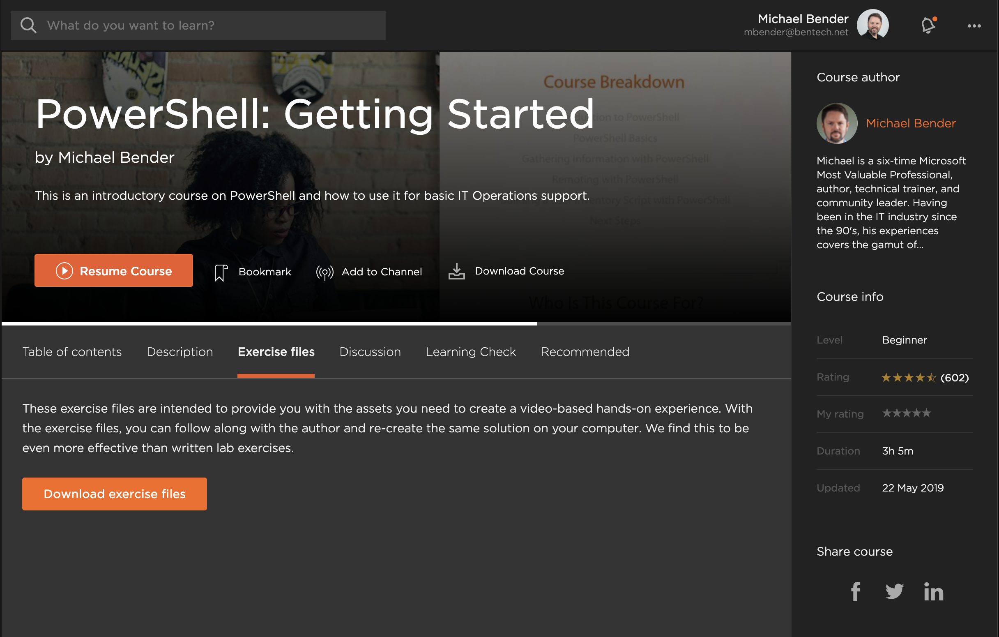 What do you want to learn?
Michael Bender
mbender@bentech.net
Course Breakdown
PowerShell: Getting Started
Introduction to PowerShell
PowerShell Basics
by Michael Bender
Gathering Information with PowerShell
Remoting with PowerShell
This is an introductory course on PowerShell and how to use it for basic IT Operations support.
Inventory Script with PowerShell
Next Steps
Resume Course
Bookmark
Add to Channel
Download Course
Who Is This Course For?
Table of contents
Description
Exercise files
Discussion
Learning Check
Recommended
These exercise files are intended to provide you with the assets you need to create a video-based hands-on experience. With
the exercise files, you can follow along with the author and re-create the same solution on your computer. We find this to be
even more effective than written lab exercises.
Download exercise files
Course author
Michael Bender
Michael is a six-time Microsoft
Most Valuable Professional,
author, technical trainer, and
community leader. Having
been in the IT industry since
the 90's, his experiences
covers the gamut of...
Course info
Level Beginner
Rating (602)
My rating
Duration 3h 5m
Updated 22 May 2019
Share course
f
in